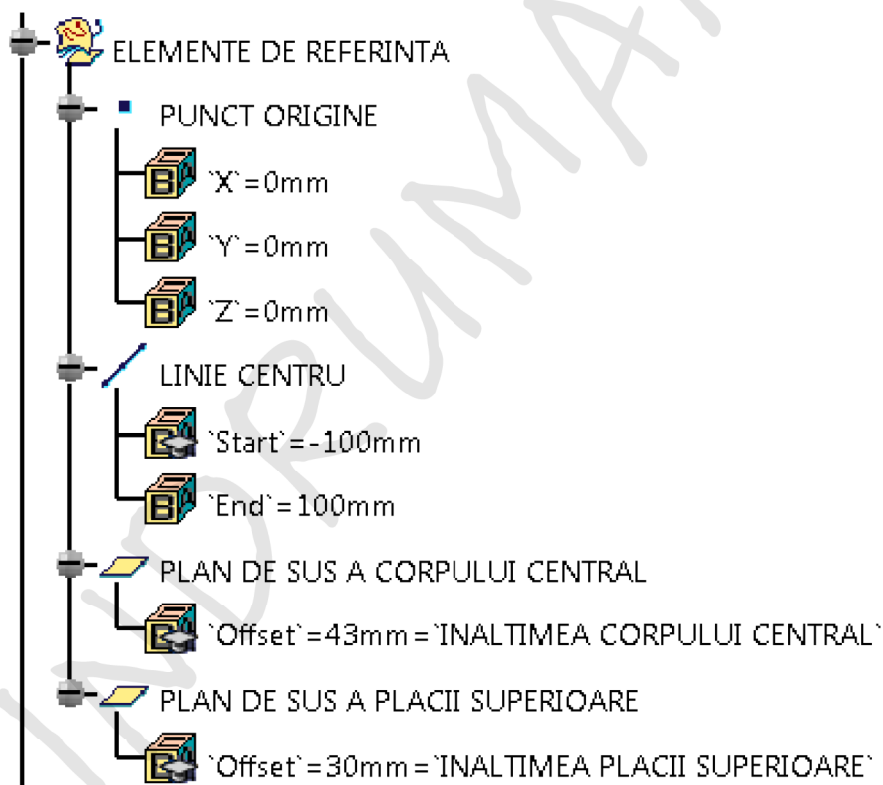 ELEMENTE DE REFERINTA
PUNCT ORIGINE
`X`=0mm
`Y`=0mm
`Z`=0mm
LINIE CENTRU
`Start`=-100mm
`End`=100mm
PLAN DE SUS A CORPULUI CENTRAL
`Offset`=43mm=`INALTIMEA CORPULUI CENTRAL`
PLAN DE SUS A PLACII SUPERIOARE
`Offset`=30mm=`INALTIMEA PLACII SUPERIOARE`
INDRUMA